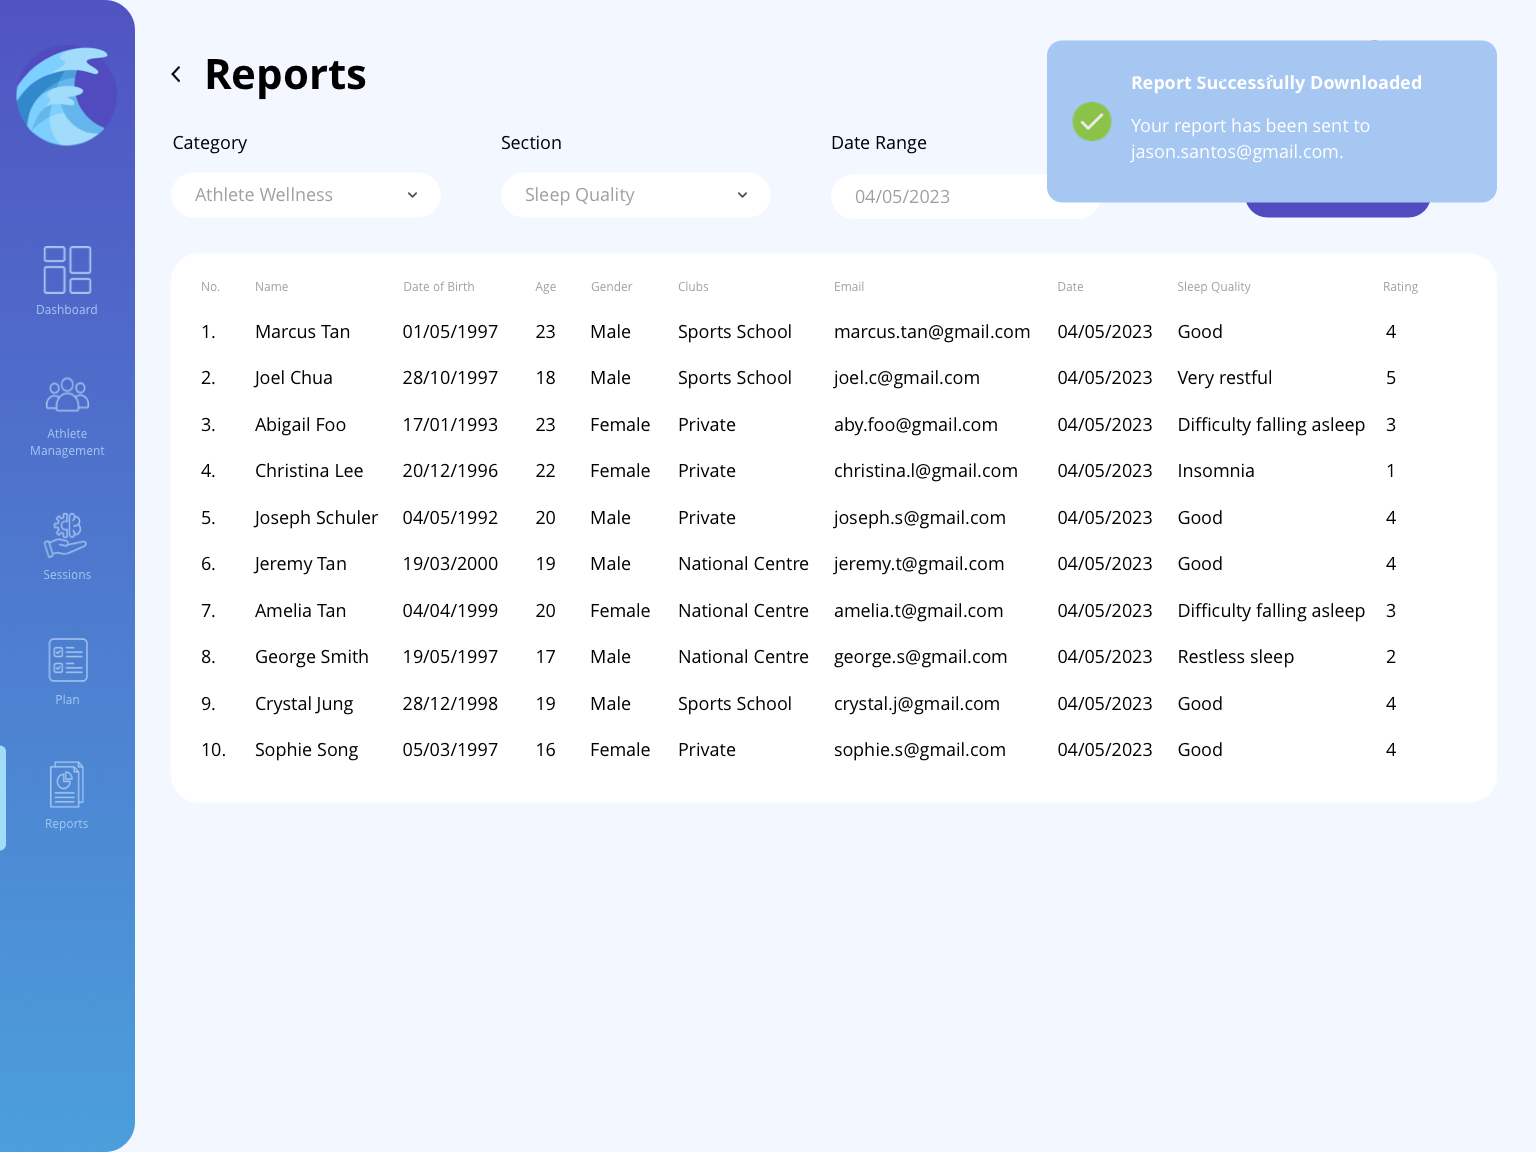 Reports
Report Successfully Downloaded
Your report has been sent to
jason.santos@gmail.com.
Category
Section
Date Range
Athlete Wellness
Sleep Quality
04/05/2023
Dashboard
Athlete
Management
Sessions
Plan
Reports
No. Name Date of Birth Age Gender Clubs Email Date Sleep Quality Rating
1. Marcus Tan 01/05/1997 23 Male Sports School marcus.tan@gmail.com 04/05/2023 Good 4
2. Joel Chua 28/10/1997 18 Male Sports School joel.c@gmail.com 04/05/2023 Very restful 5
3. Abigail Foo 17/01/1993 23 Female Private aby.foo@gmail.com 04/05/2023 Difficulty falling asleep 3
4. Christina Lee 20/12/1996 22 Female Private christina.l@gmail.com 04/05/2023 Insomnia 1
5. Joseph Schuler 04/05/1992 20 Male Private joseph.s@gmail.com 04/05/2023 Good 4
6. Jeremy Tan 19/03/2000 19 Male National Centre jeremy.t@gmail.com 04/05/2023 Good 4
7. Amelia Tan 04/04/1999 20 Female National Centre amelia.t@gmail.com 04/05/2023 Difficulty falling asleep 3
8. George Smith 19/05/1997 17 Male National Centre george.s@gmail.com 04/05/2023 Restless sleep 2
9. Crystal Jung 28/12/1998 19 Male Sports School crystal.j@gmail.com 04/05/2023 Good 4
10. Sophie Song 05/03/1997 16 Female Private sophie.s@gmail.com 04/05/2023 Good 4